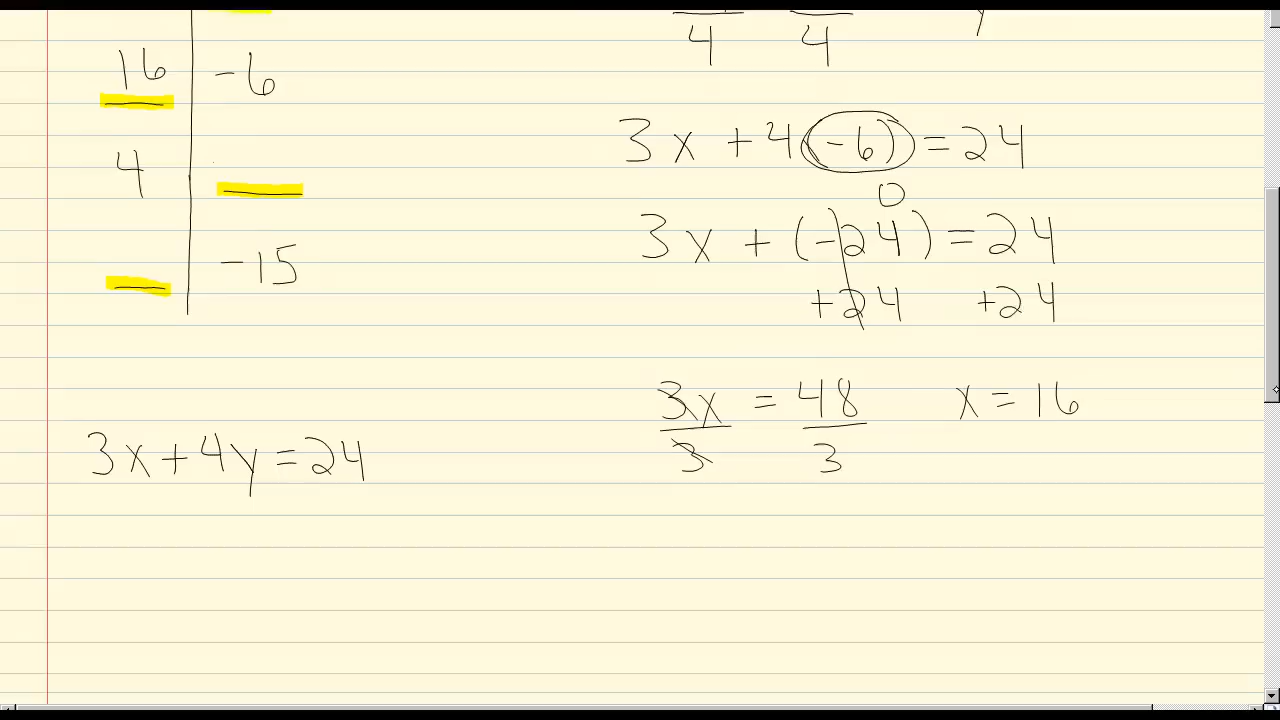 4 4
16 | -6
3x + 4(-6) = 24
4 |
0
3x + (-24) = 24
-15
+24 +24
3x = 48 x = 16
3 3
3x + 4y = 24